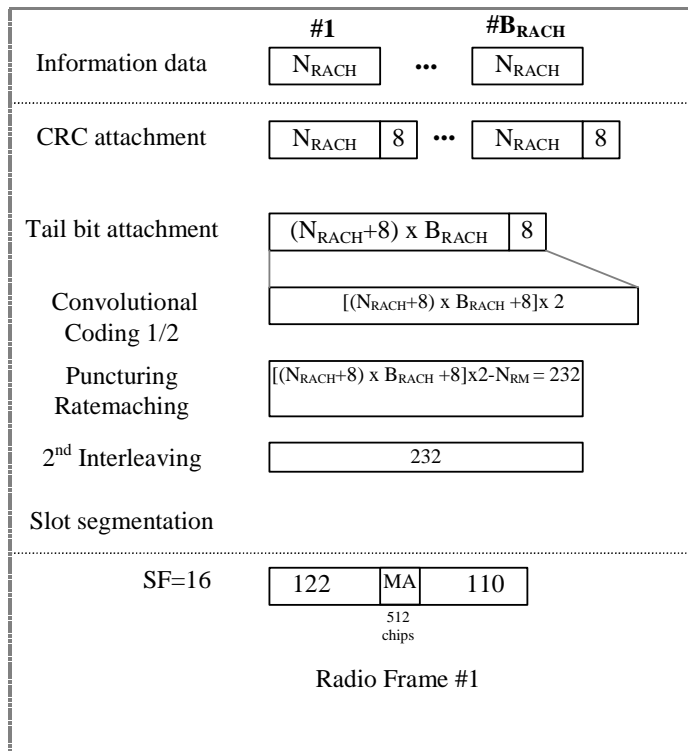 #1 #B_RACH
Information data N_RACH ••• N_RACH
CRC attachment N_RACH 8 ••• N_RACH 8
Tail bit attachment (N_RACH+8) x B_RACH 8
Convolutional
Coding 1/2
[(N_RACH+8) x B_RACH +8]x 2
Puncturing
Ratemaching
[(N_RACH+8) x B_RACH +8]x2-N_RM = 232
2nd Interleaving 232
Slot segmentation
SF=16 122 MA 110
512
chips
Radio Frame #1